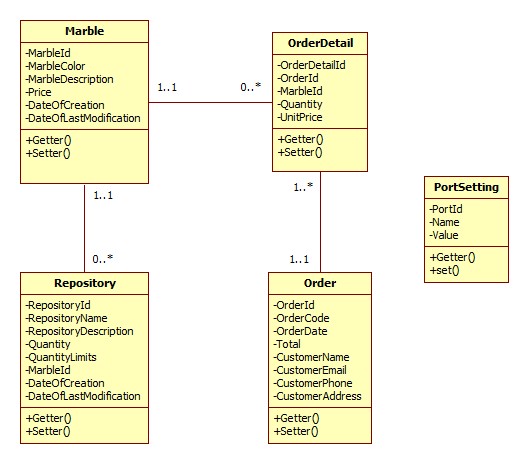 Marble
-MarbleId
-MarbleColor
-MarbleDescription
-Price
-DateOfCreation
-DateOfLastModification
+Getter()
+Setter()
1..1
0..*
OrderDetail
-OrderDetailId
-OrderId
-MarbleId
-Quantity
-UnitPrice
+Getter()
+Setter()
PortSetting
-PortId
-Name
-Value
+Getter()
+set()
1..1
0..*
1..*
1..1
Repository
-RepositoryId
-RepositoryName
-RepositoryDescription
-Quantity
-QuantityLimits
-MarbleId
-DateOfCreation
-DateOfLastModification
+Getter()
+Setter()
Order
-OrderId
-OrderCode
-OrderDate
-Total
-CustomerName
-CustomerEmail
-CustomerPhone
-CustomerAddress
+Getter()
+Setter()